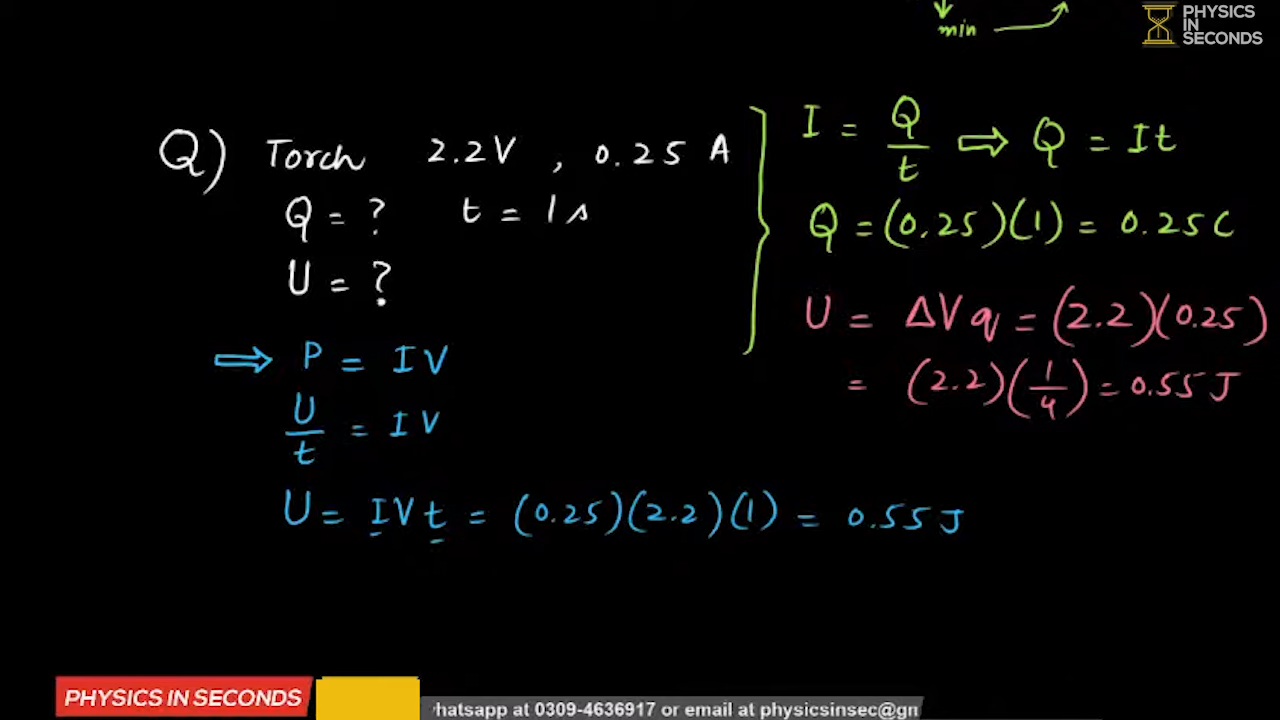 min
PHYSICS
IN
SECONDS
Q) Torch 2.2V , 0.25 A
Q = ? t = 1s
U = ?
⇒ P = IV
U/t = IV
U = IVt = (0.25)(2.2)(1) = 0.55J
I = Q/t ⇒ Q = It
Q = (0.25)(1) = 0.25C
U = ΔVq = (2.2)(0.25)
= (2.2)(1/4) = 0.55J
PHYSICS IN SECONDS
hatsapp at 0309-4636917 or email at physicsinsec@gn